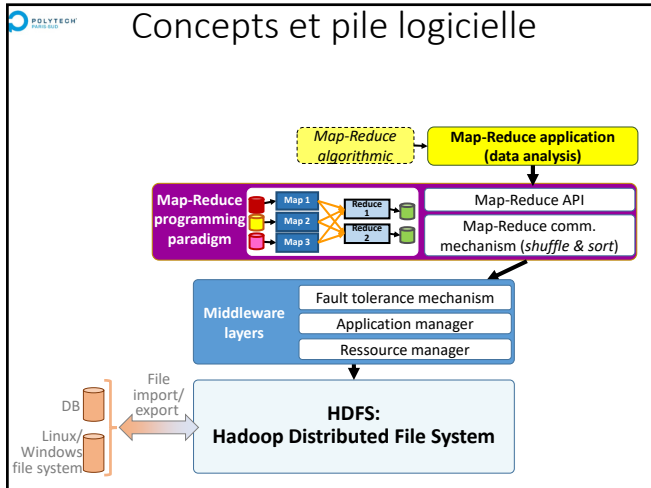 POLYTECH
PARIS-SUD
Concepts et pile logicielle
Map-Reduce
algorithmic
Map-Reduce application
(data analysis)
Map-Reduce
programming
paradigm
Map 1
Map 2
Map 3
Reduce
1
Reduce
2
Map-Reduce API
Map-Reduce comm.
mechanism (shuffle & sort)
Middleware
layers
Fault tolerance mechanism
Application manager
Ressource manager
DB
Linux/
Windows
file system
File
import/
export
HDFS:
Hadoop Distributed File System